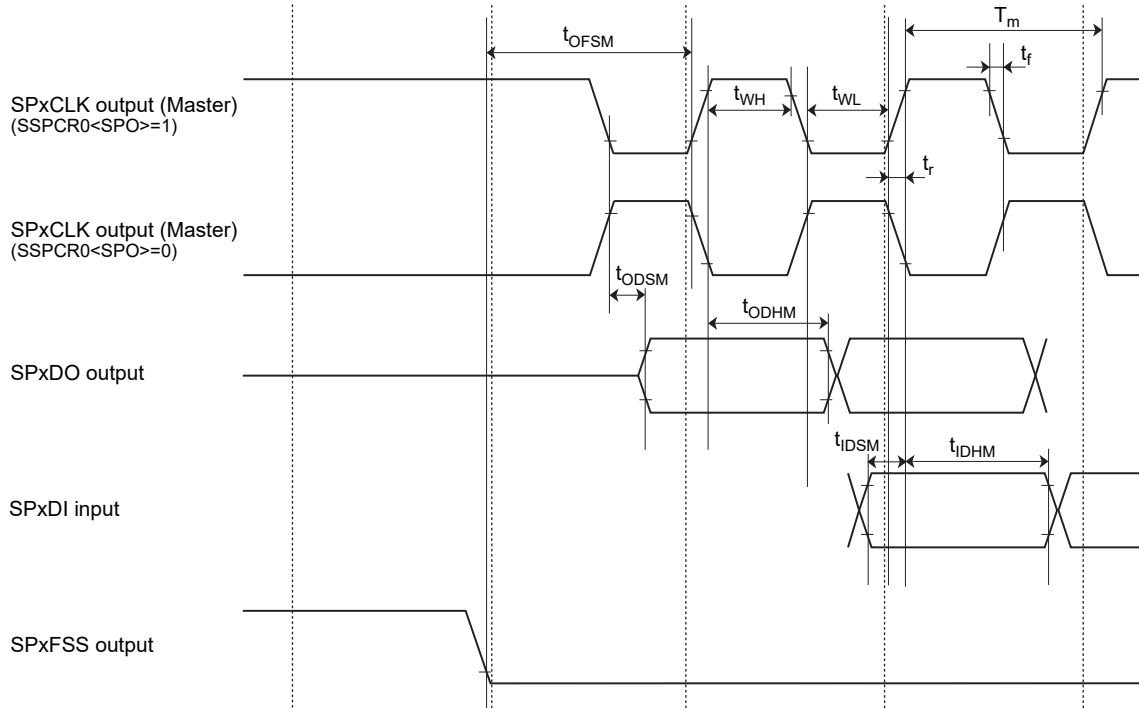 t_OFSM
T_m
t_f
SPxCLK output (Master)
(SSPCR0<SPO>=1)
t_WH
t_WL
t_r
SPxCLK output (Master)
(SSPCR0<SPO>=0)
t_ODSM
t_ODHM
SPxDO output
t_IDSM
t_IDHM
SPxDI input
SPxFSS output